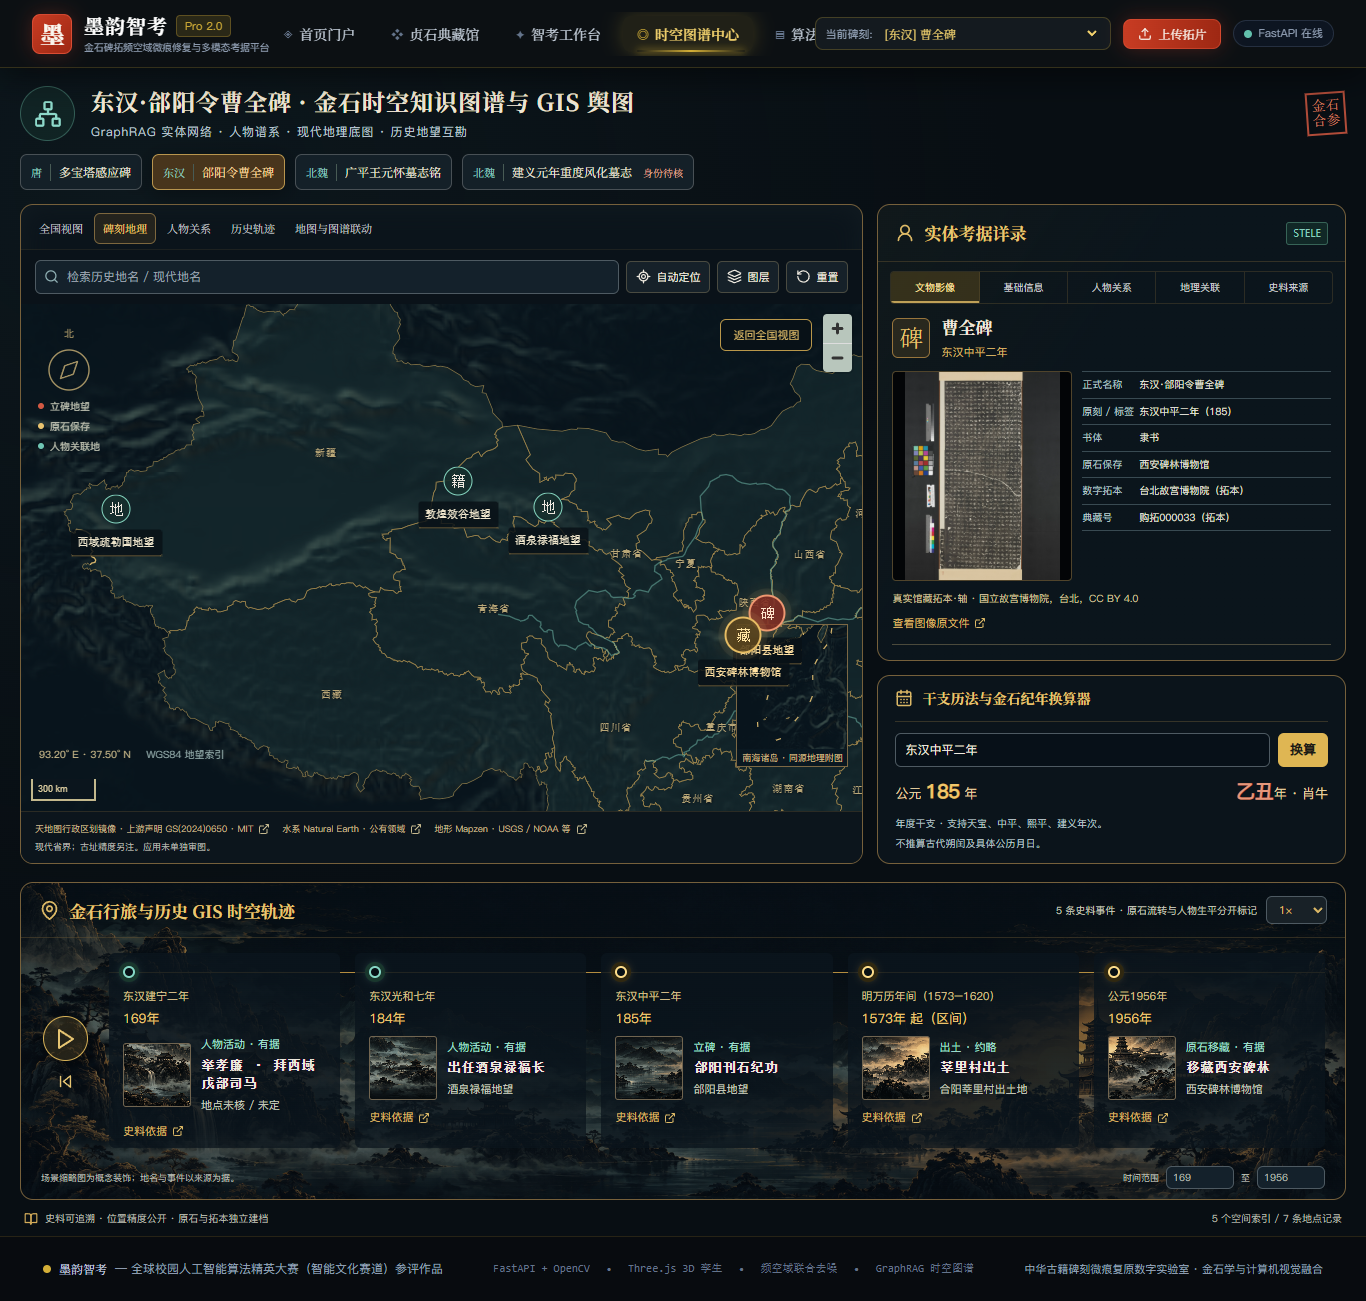 墨
墨韵智考 Pro 2.0
金石碑拓频空域微痕修复与多模态考据平台
首页门户
贞石典藏馆
智考工作台
时空图谱中心
算法
当前碑刻: [东汉] 曹全碑
上传拓片
FastAPI 在线
东汉·郃阳令曹全碑 · 金石时空知识图谱与 GIS 舆图
GraphRAG 实体网络 · 人物谱系 · 现代地理底图 · 历史地望互勘
金石
合参
唐 多宝塔感应碑
东汉 郃阳令曹全碑
北魏 广平王元怀墓志铭
北魏 建义元年重度风化墓志 身份待核
全国视图 碑刻地理 人物关系 历史轨迹 地图与图谱联动
检索历史地名 / 现代地名
自动定位
图层
重置
北
返回全国视图
+
−
立碑地望
原石保存
人物关联地
新疆
籍
敦煌效谷地望
地
西域疏勒国地望
地
酒泉禄福地望
甘肃省
宁夏
山西省
河
青海省
陕
碑
藏
阳县地望
西安碑林博物馆
西藏
四川省
重庆市
南海诸岛 · 同源地理附图
93.20° E · 37.50° N WGS84 地望索引
300 km
贵州省
湖南省
江
天地图行政区划镜像 · 上游声明 GS(2024)0650 · MIT
水系 Natural Earth · 公有领域
地形 Mapzen · USGS / NOAA 等
现代省界；古址精度另注。应用未单独审图。
实体考据详录
STELE
文物影像 基础信息 人物关系 地理关联 史料来源
碑
曹全碑
东汉中平二年
正式名称 东汉·郃阳令曹全碑
原刻 / 标签 东汉中平二年（185）
书体 隶书
原石保存 西安碑林博物馆
数字拓本 台北故宫博物院（拓本）
典藏号 购拓000033（拓本）
真实馆藏拓本·轴 · 国立故宫博物院，台北，CC BY 4.0
查看图像原文件
干支历法与金石纪年换算器
东汉中平二年
换算
公元 185 年
乙丑年 · 肖牛
年度干支 · 支持天宝、中平、熙平、建义年次。
不推算古代朔闰及具体公历月日。
金石行旅与历史 GIS 时空轨迹
5 条史料事件 · 原石流转与人物生平分开标记
1×
东汉建宁二年
169年
人物活动 · 有据
举孝廉 · 拜西域
戊部司马
地点未核 / 未定
史料依据
东汉光和七年
184年
人物活动 · 有据
出任酒泉禄福长
酒泉禄福地望
史料依据
东汉中平二年
185年
立碑 · 有据
郃阳刊石纪功
郃阳县地望
史料依据
明万历年间（1573—1620）
1573年 起（区间）
出土 · 约略
莘里村出土
合阳莘里村出土地
史料依据
公元1956年
1956年
原石移藏 · 有据
移藏西安碑林
西安碑林博物馆
史料依据
场景缩略图为概念装饰；地名与事件以来源为据。
时间范围 169 至 1956
史料可追溯 · 位置精度公开 · 原石与拓本独立建档
5 个空间索引 / 7 条地点记录
墨韵智考 — 全球校园人工智能算法精英大赛（智能文化赛道）参评作品
FastAPI + OpenCV • Three.js 3D 孪生 • 频空域联合去噪 • GraphRAG 时空图谱
中华古籍碑刻微痕复原数字实验室 · 金石学与计算机视觉融合